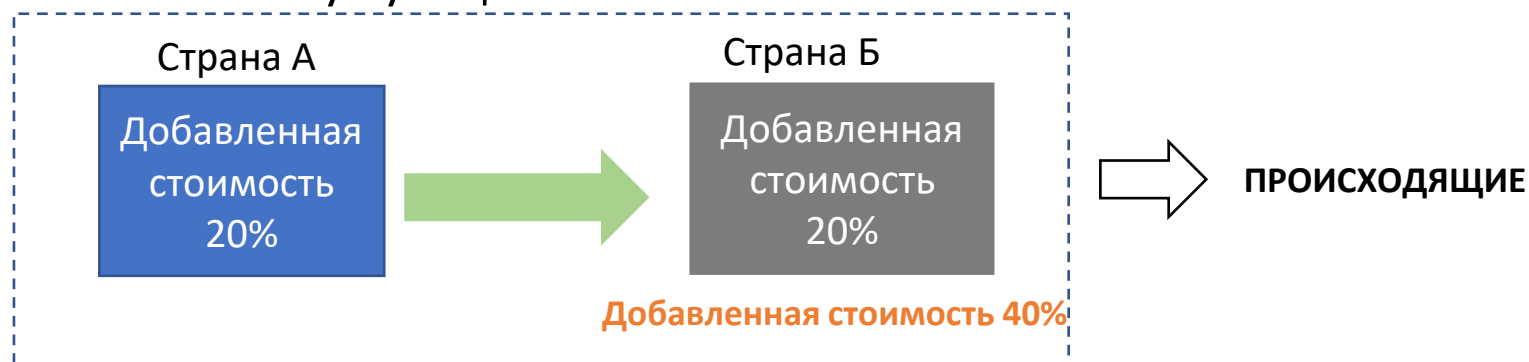 Страна А
Страна Б
Добавленная
стоимость
20%
Добавленная
стоимость
20%
ПРОИСХОДЯЩИЕ
Добавленная стоимость 40%